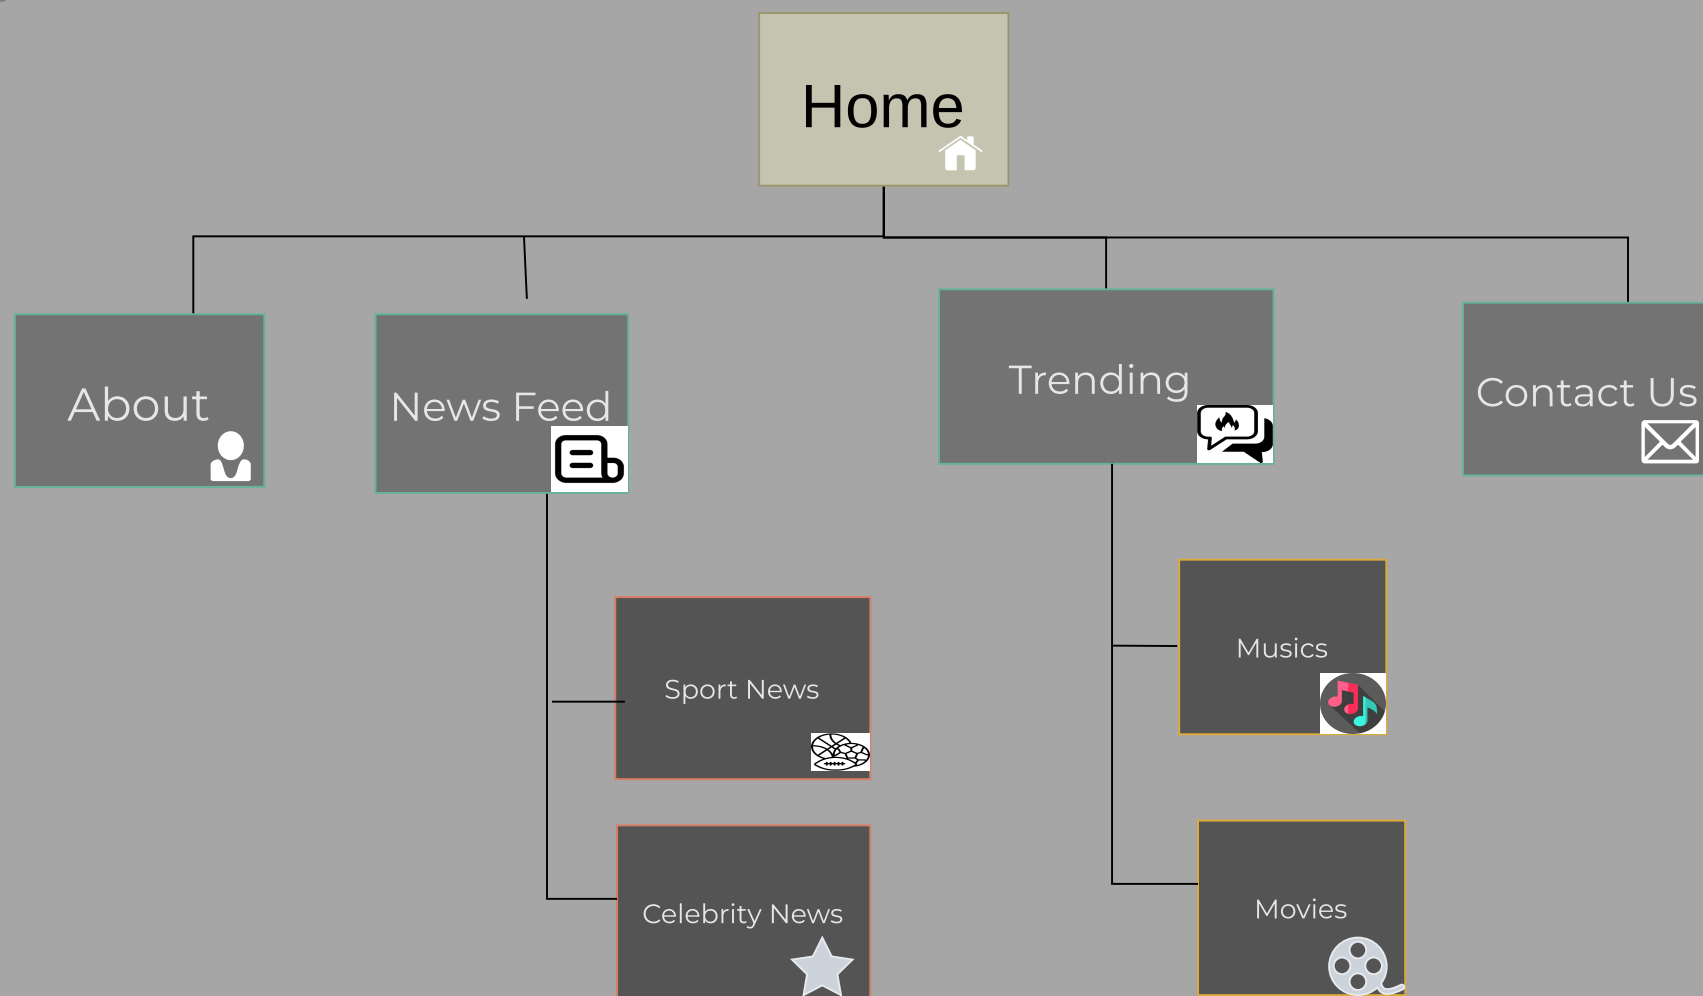 Home
About
News Feed
Trending
Contact Us
Sport News
Musics
Celebrity News
Movies